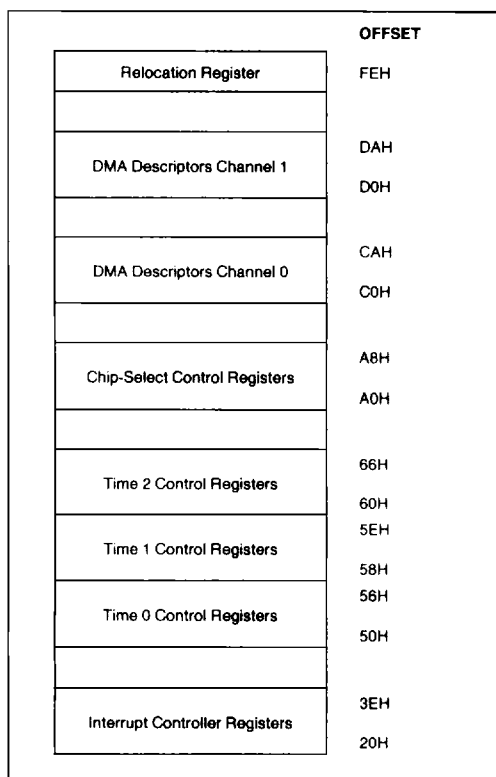 OFFSET
Relocation Register FEH
DAH
DMA Descriptors Channel 1
D0H
CAH
DMA Descriptors Channel 0
C0H
A8H
Chip-Select Control Registers
A0H
66H
Time 2 Control Registers
60H
5EH
Time 1 Control Registers
58H
56H
Time 0 Control Registers
50H
3EH
Interrupt Controller Registers
20H